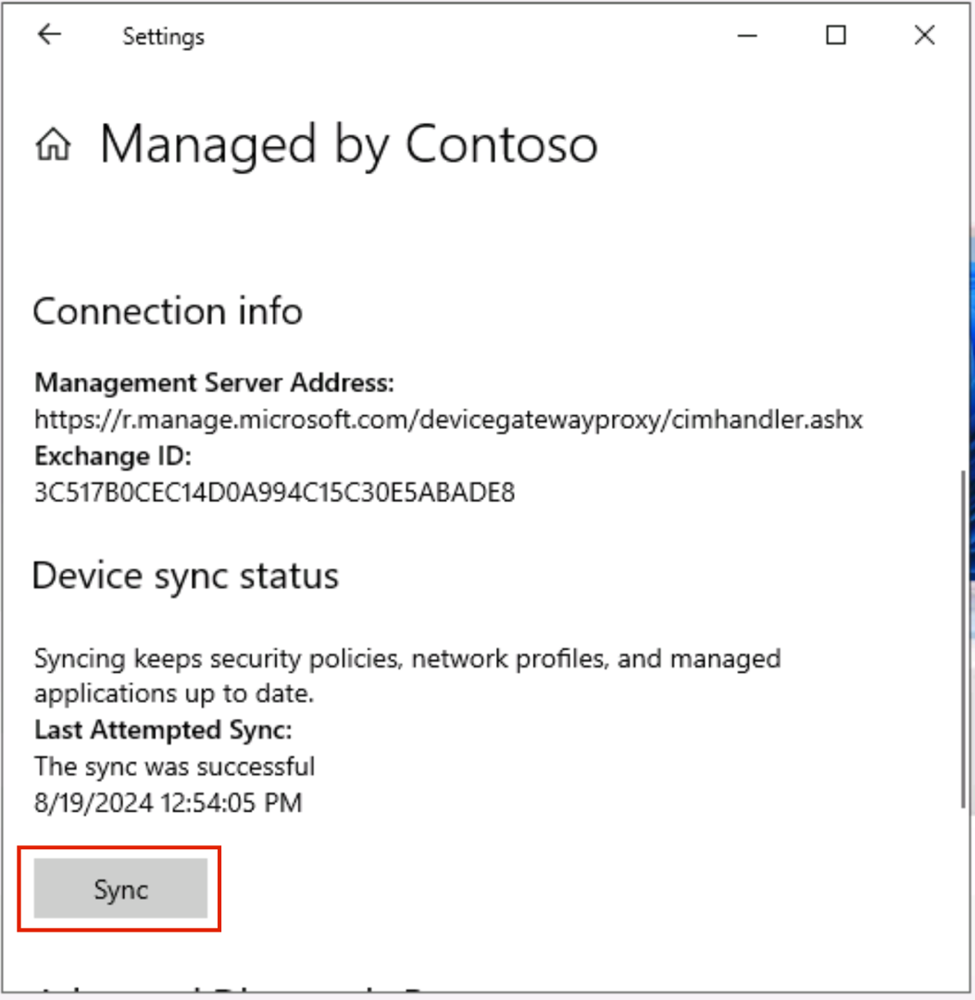 Settings
Managed by Contoso
Connection info
Management Server Address:
https://r.manage.microsoft.com/devicegatewayproxy/cimhandler.ashx
Exchange ID:
3C517B0CEC14D0A994C15C30E5ABADE8
Device sync status
Syncing keeps security policies, network profiles, and managed
applications up to date.
Last Attempted Sync:
The sync was successful
8/19/2024 12:54:05 PM
Sync